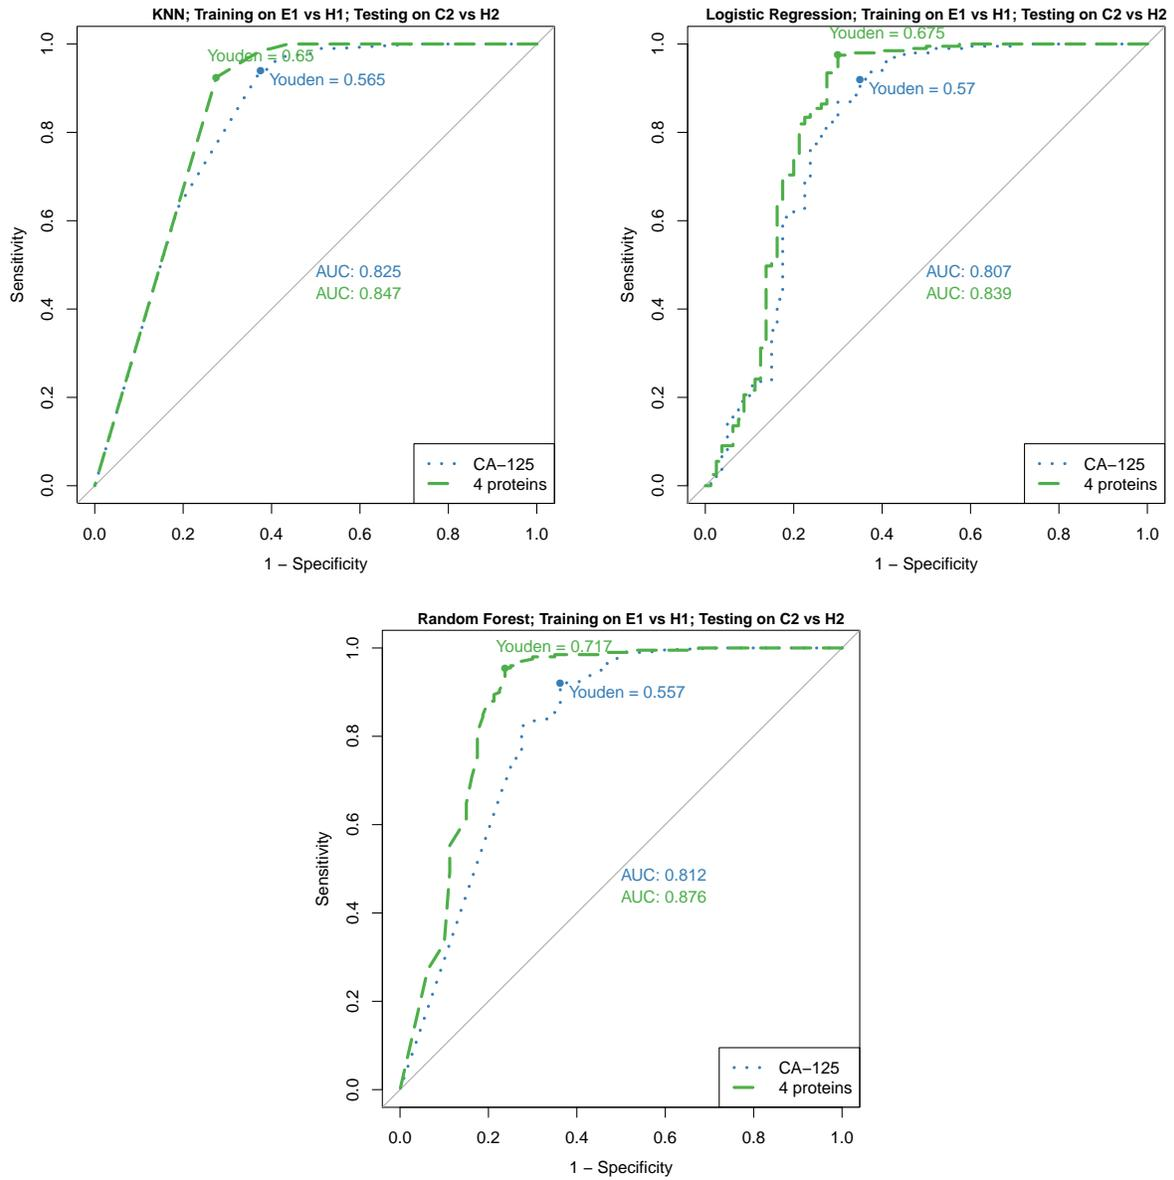 KNN; Training on E1 vs H1; Testing on C2 vs H2
Youden = 0.65
Youden = 0.565
AUC: 0.825
AUC: 0.847
CA−125
4 proteins
Sensitivity
0.0 0.2 0.4 0.6 0.8 1.0
0.0 0.2 0.4 0.6 0.8 1.0
1 − Specificity
Logistic Regression; Training on E1 vs H1; Testing on C2 vs H2
Youden = 0.675
Youden = 0.57
AUC: 0.807
AUC: 0.839
CA−125
4 proteins
Sensitivity
0.0 0.2 0.4 0.6 0.8 1.0
0.0 0.2 0.4 0.6 0.8 1.0
1 − Specificity
Random Forest; Training on E1 vs H1; Testing on C2 vs H2
Youden = 0.717
Youden = 0.557
AUC: 0.812
AUC: 0.876
CA−125
4 proteins
Sensitivity
0.0 0.2 0.4 0.6 0.8 1.0
0.0 0.2 0.4 0.6 0.8 1.0
1 − Specificity